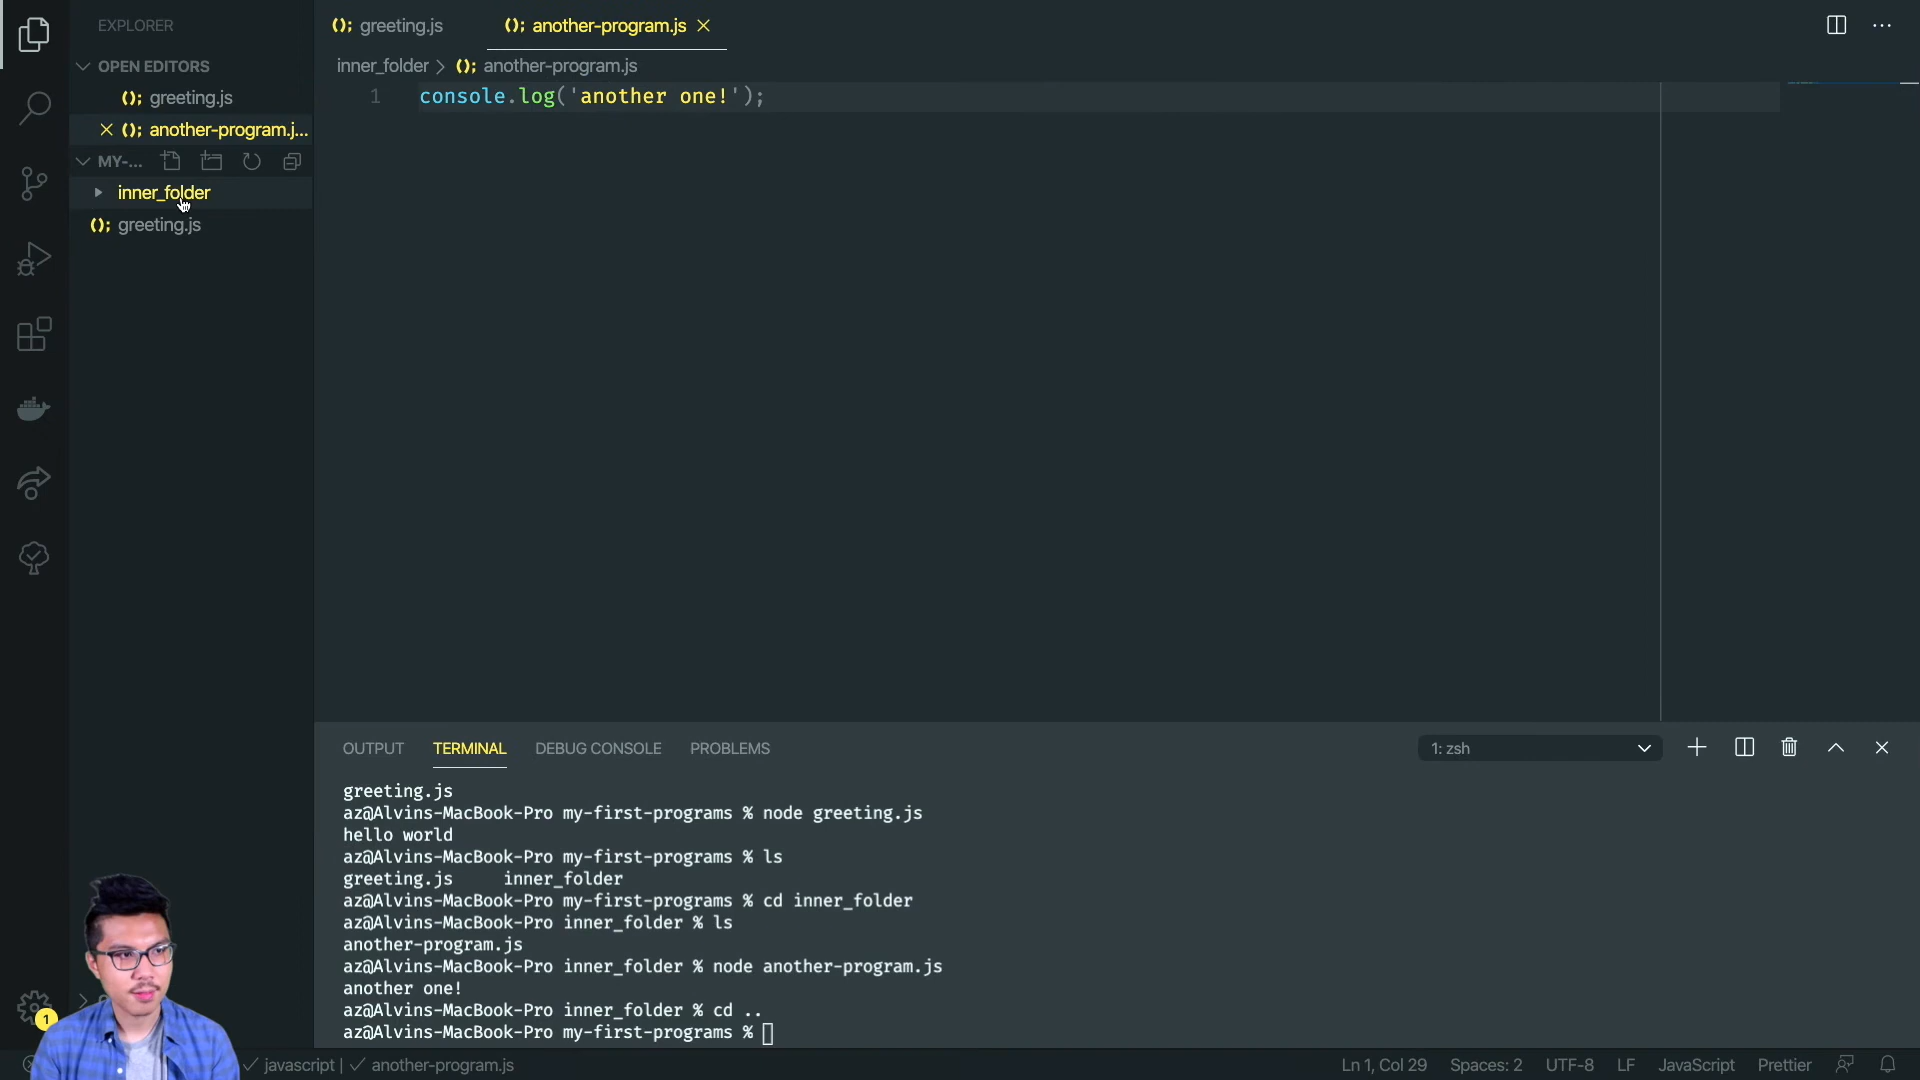 EXPLORER
OPEN EDITORS
greeting.js
another-program.j...
MY-...
inner_folder
greeting.js
greeting.js
another-program.js
inner_folder > another-program.js
1 console.log('another one!');
OUTPUT TERMINAL DEBUG CONSOLE PROBLEMS
1: zsh
greeting.js
az@Alvins-MacBook-Pro my-first-programs % node greeting.js
hello world
az@Alvins-MacBook-Pro my-first-programs % ls
greeting.js inner_folder
az@Alvins-MacBook-Pro my-first-programs % cd inner_folder
az@Alvins-MacBook-Pro inner_folder % ls
another-program.js
az@Alvins-MacBook-Pro inner_folder % node another-program.js
another one!
az@Alvins-MacBook-Pro inner_folder % cd ..
az@Alvins-MacBook-Pro my-first-programs %
1
javascript | another-program.js
Ln 1, Col 29 Spaces: 2 UTF-8 LF JavaScript Prettier